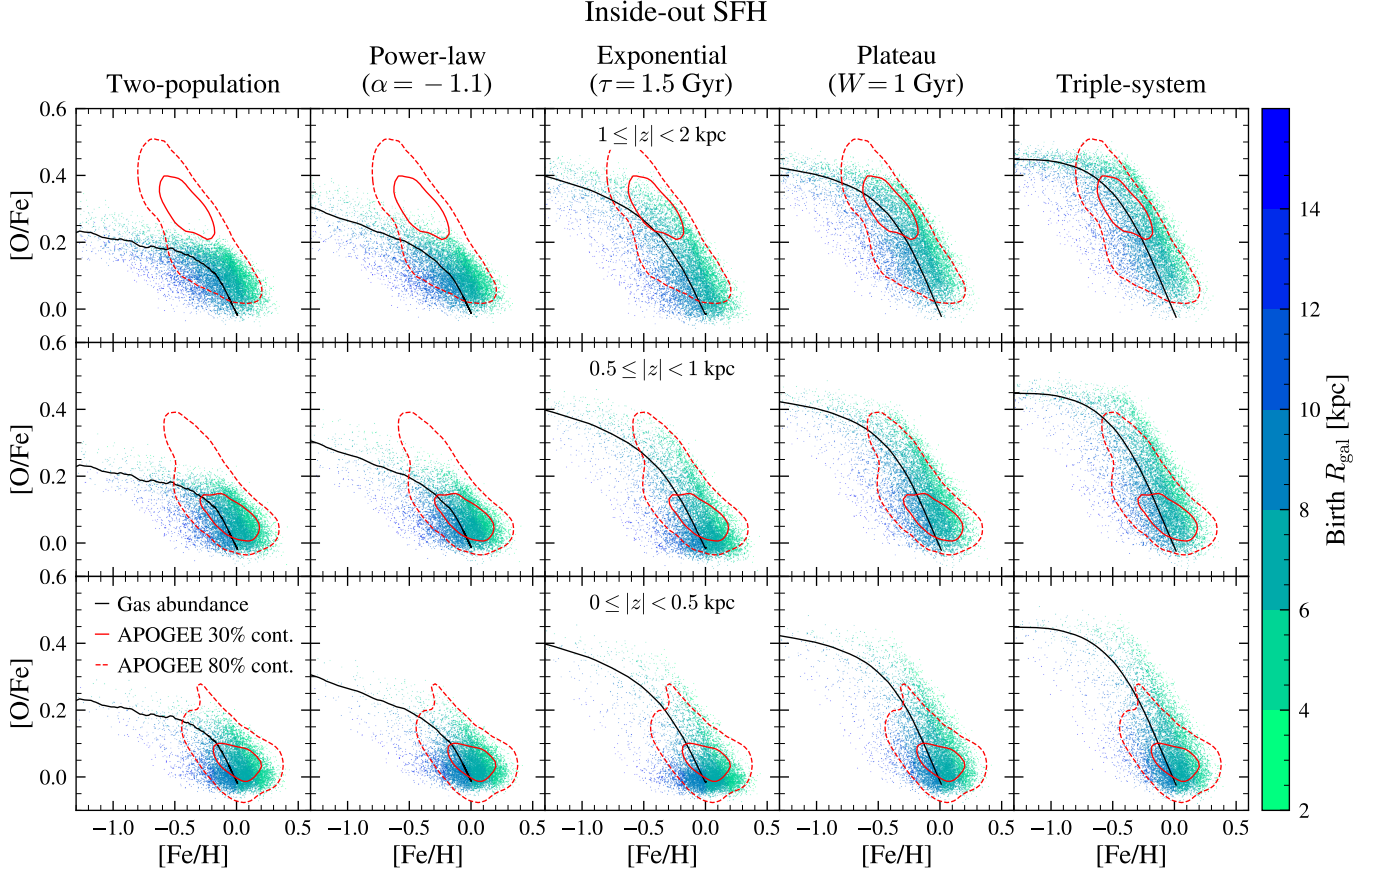 Inside-out SFH
Two-population
Power-law
(α = −1.1)
Exponential
(τ = 1.5 Gyr)
Plateau
(W = 1 Gyr)
Triple-system
0.6
0.4
0.2
0.0
[O/Fe]
1 ≤ |z| < 2 kpc
0.6
0.4
0.2
0.0
[O/Fe]
0.5 ≤ |z| < 1 kpc
0.6
0.4
0.2
0.0
[O/Fe]
Gas abundance
APOGEE 30% cont.
APOGEE 80% cont.
0 ≤ |z| < 0.5 kpc
−1.0 −0.5 0.0 0.5
−1.0 −0.5 0.0 0.5
−1.0 −0.5 0.0 0.5
−1.0 −0.5 0.0 0.5
−1.0 −0.5 0.0 0.5
[Fe/H]
[Fe/H]
[Fe/H]
[Fe/H]
[Fe/H]
14
12
10
8
6
4
2
Birth Rgal [kpc]